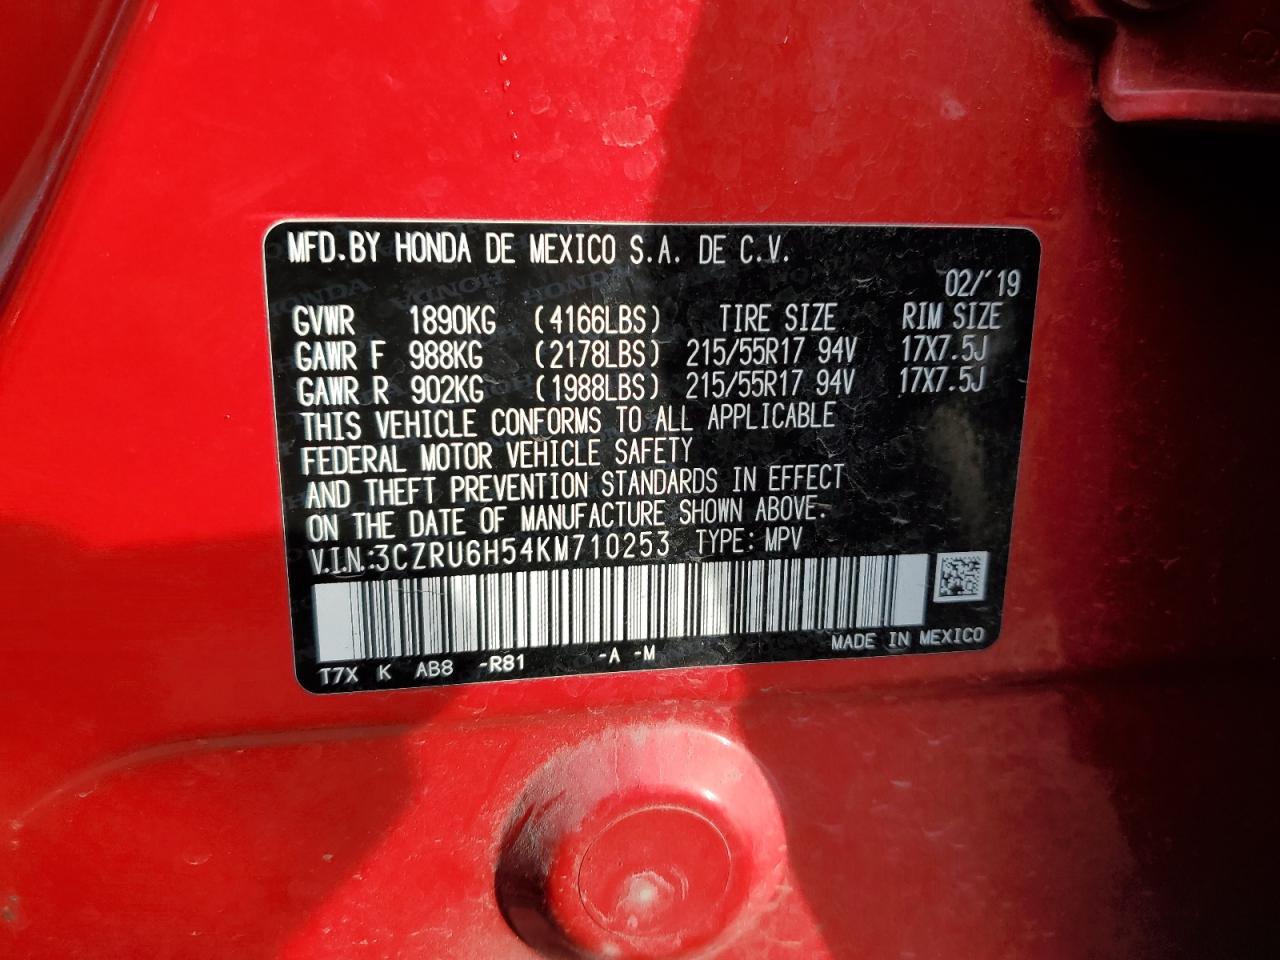 MFD.BY HONDA DE MEXICO S.A. DE C.V.
02/'19
GVWR 1890KG (4166LBS) TIRE SIZE RIM SIZE
GAWR F 988KG (2178LBS) 215/55R17 94V 17X7.5J
GAWR R 902KG (1988LBS) 215/55R17 94V 17X7.5J
THIS VEHICLE CONFORMS TO ALL APPLICABLE
FEDERAL MOTOR VEHICLE SAFETY
AND THEFT PREVENTION STANDARDS IN EFFECT
ON THE DATE OF MANUFACTURE SHOWN ABOVE.
V.I.N.:3CZRU6H54KM710253 TYPE: MPV
MADE IN MEXICO
T7X K AB8 -R81 -A -M